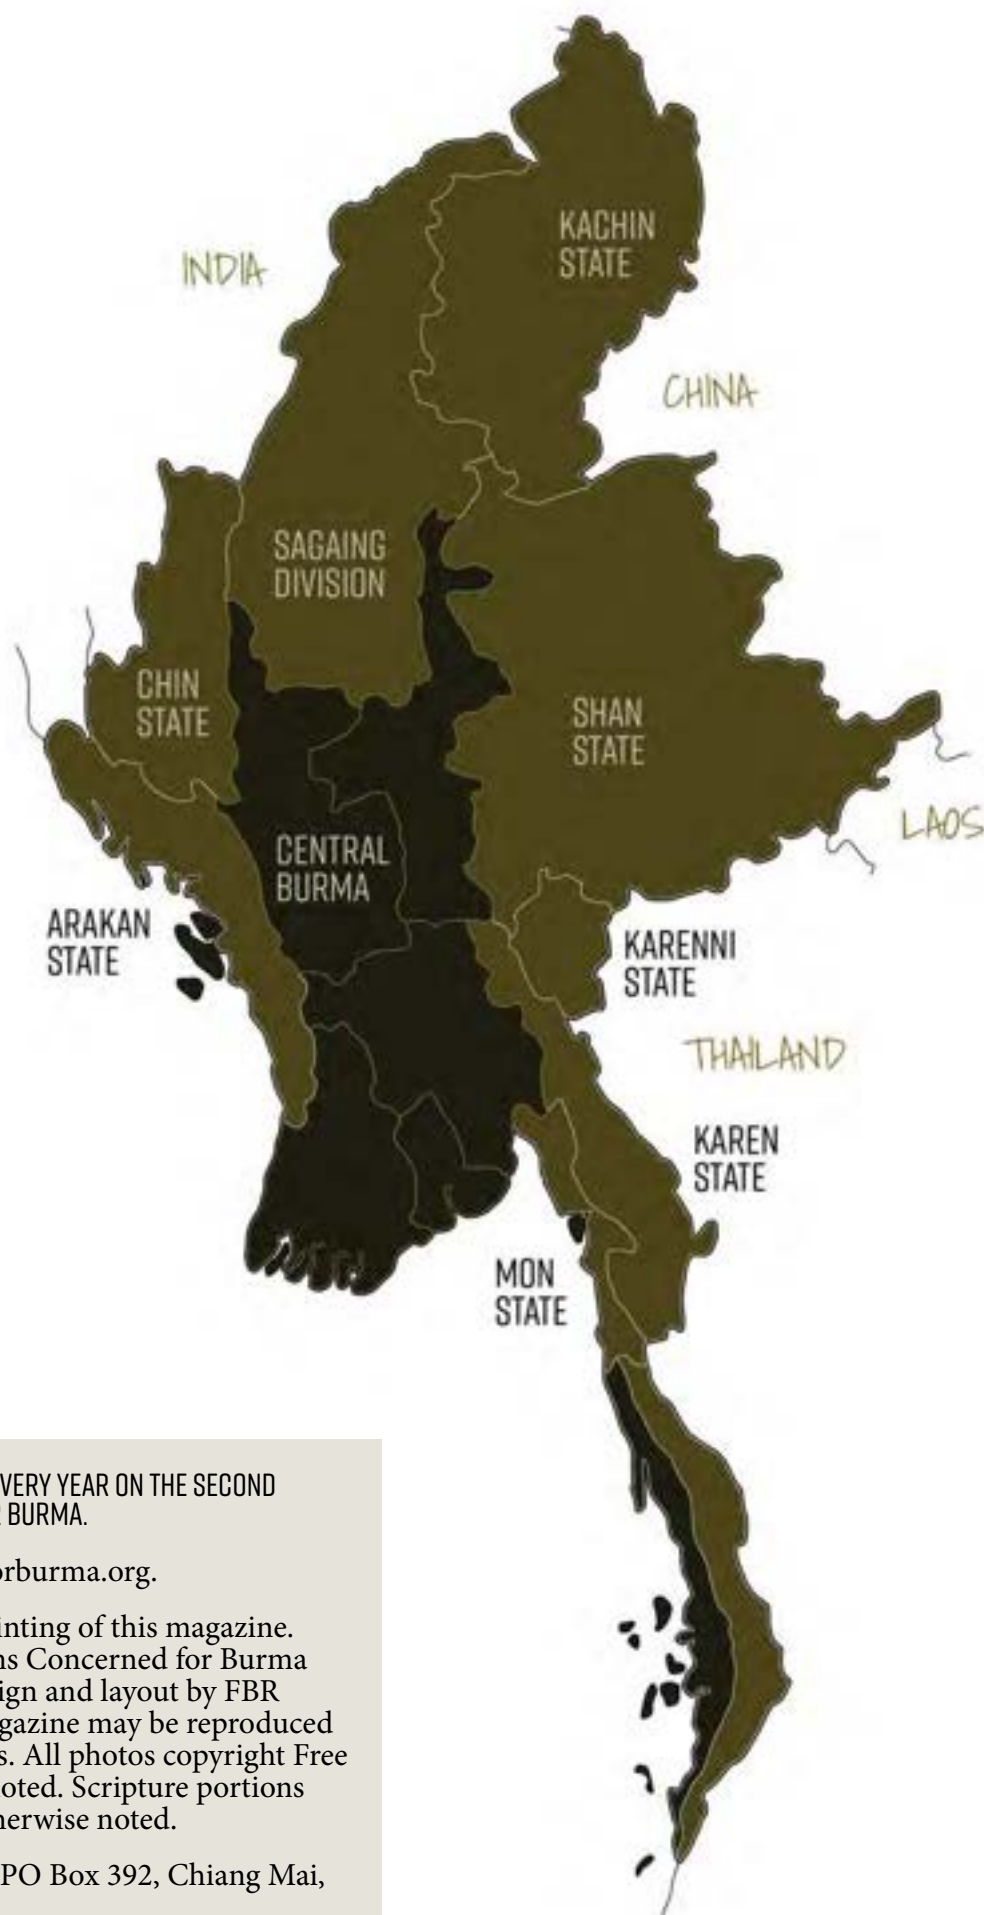 KACHIN
STATE
INDIA
CHINA
SAGAING
DIVISION
CHIN
STATE
SHAN
STATE
LAOS
CENTRAL
BURMA
ARAKAN
STATE
KARENNI
STATE
THAILAND
KAREN
STATE
MON
STATE
VERY YEAR ON THE SECOND
BURMA.
orburma.org.
inting of this magazine.
ns Concerned for Burma
ign and layout by FBR
gazine may be reproduced
s. All photos copyright Free
oted. Scripture portions
herwise noted.
PO Box 392, Chiang Mai,